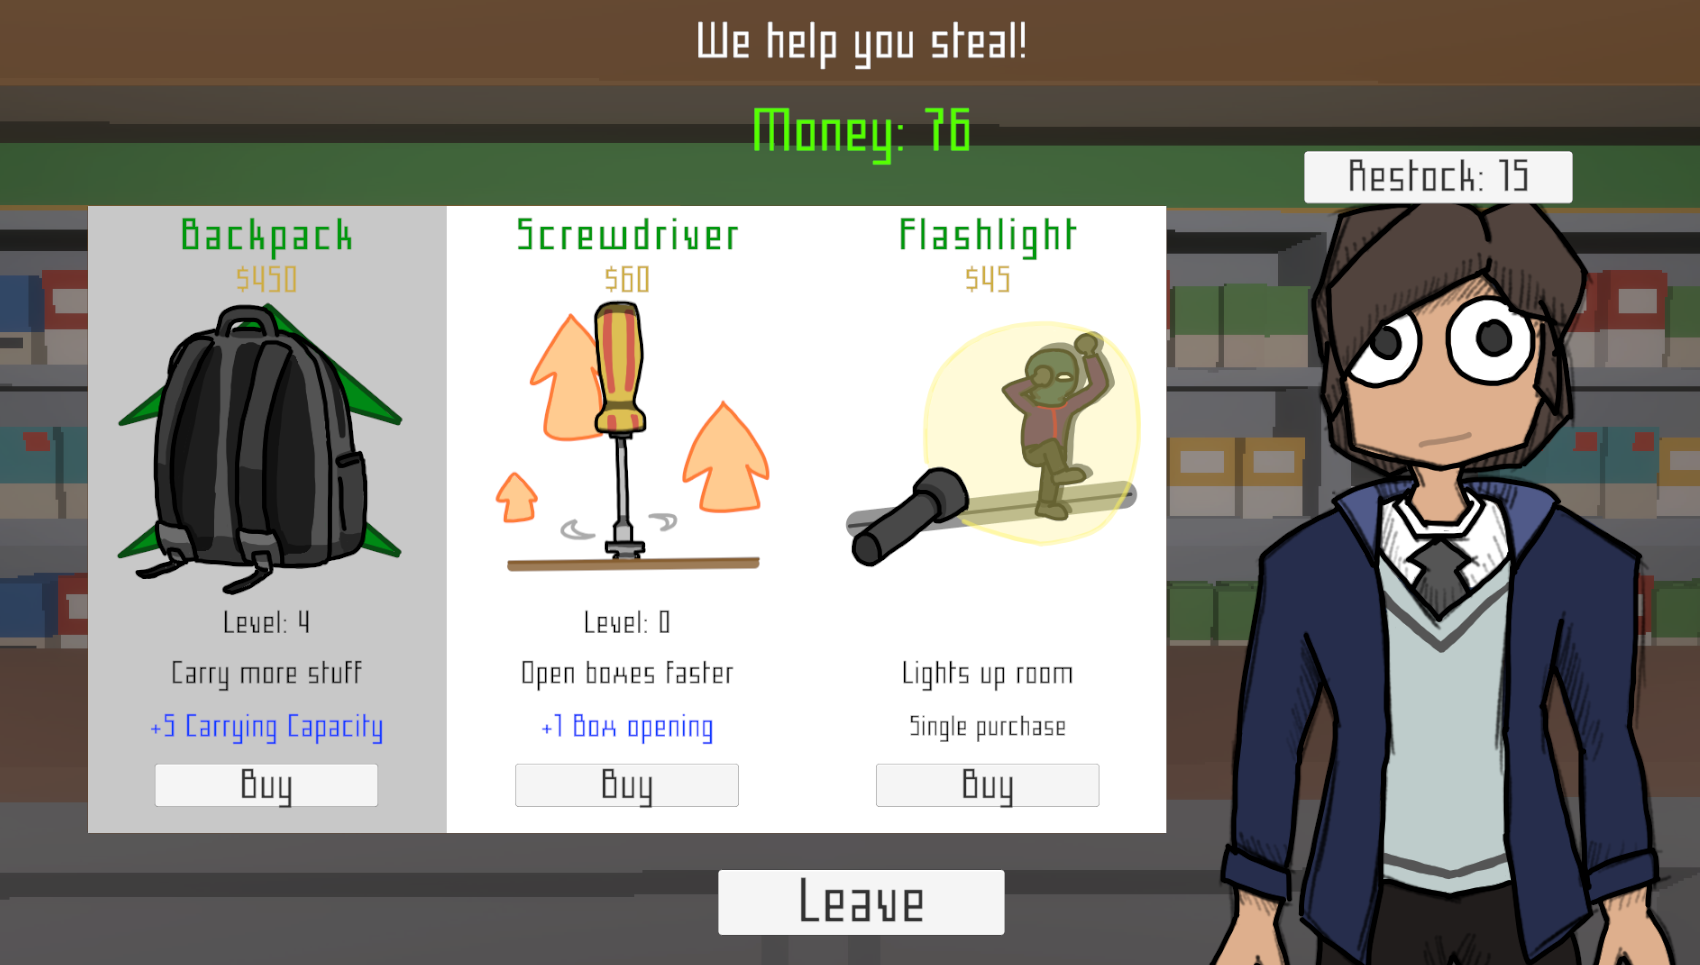 We help you steal!
Money: 76
Restock: 15
Backpack
$450
Level: 4
Carry more stuff
+5 Carrying Capacity
Buy
Screwdriver
$60
Level: 0
Open boxes faster
+1 Box opening
Buy
Flashlight
$45
Lights up room
Single purchase
Buy
Leave